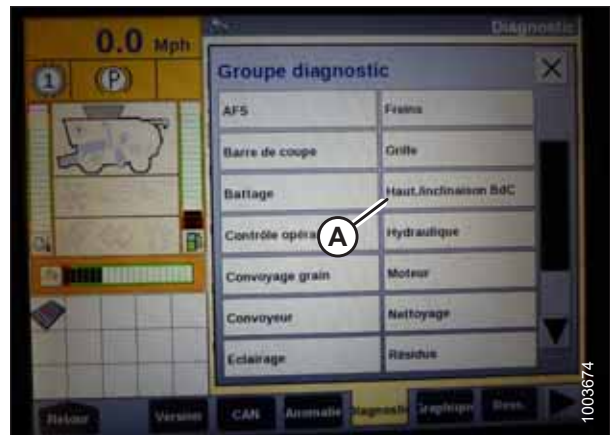 Diagnostic
0.0 Mph
1 (P)
Groupe diagnostic
AFS
Freins
Barre de coupe
Grille
Battage
Haut./inclinaison BdC
Contrôle opéra
A
Hydraulique
Convoyage grain
Moteur
Convoyeur
Nettoyage
Eclairage
Résidus
Retour
Version
CAN
Anomalie
Diagnostic
Graphique
1003674